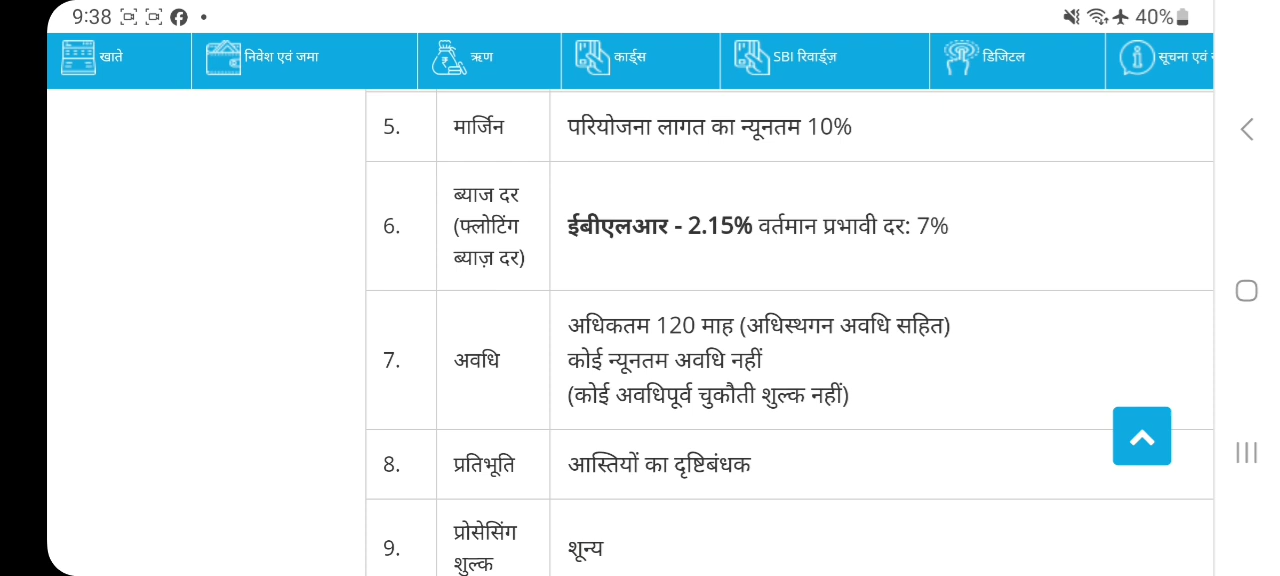 9:38
40%
खाते
निवेश एवं जमा
ऋण
कार्ड्स
SBI रिवार्ड्ज़
डिजिटल
सूचना एवं
5. मार्जिन परियोजना लागत का न्यूनतम 10%
ब्याज दर
6. (फ्लोटिंग ईबीएलआर - 2.15% वर्तमान प्रभावी दर: 7%
ब्याज़ दर)
अधिकतम 120 माह (अधिस्थगन अवधि सहित)
7. अवधि कोई न्यूनतम अवधि नहीं
(कोई अवधिपूर्व चुकौती शुल्क नहीं)
8. प्रतिभूति आस्तियों का दृष्टिबंधक
प्रोसेसिंग
9. शून्य
शुल्क